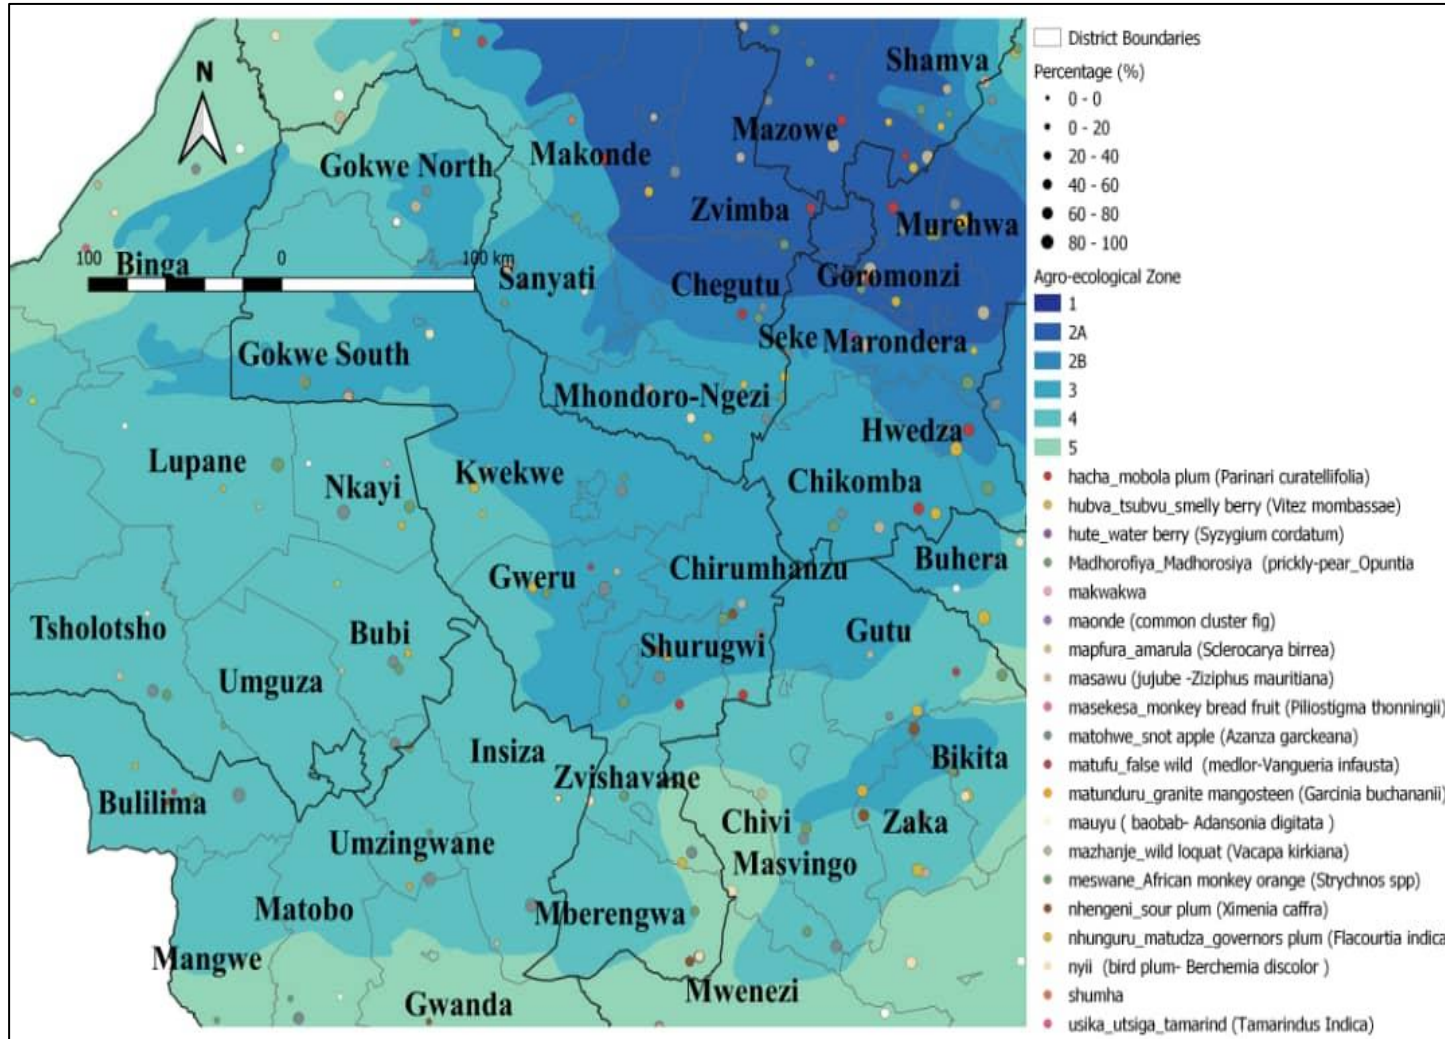 N
Shamva
Mazowe
Makonde
Gokwe North
Zvimba
Murehwa
100
0
100 km
Binga
Sanyati
Chegutu
Goromonzi
Seke
Marondera
Gokwe South
Mhondoro-Ngezi
Hwedza
Lupane
Nkayi
Kwekwe
Chikomba
Gweru
Chirumhanzu
Buhera
Tsholotsho
Bubi
Shurugwi
Gutu
Umguza
Insiza
Zvishavane
Bikita
Bulilima
Chivi
Zaka
Umzingwane
Masvingo
Matobo
Mberengwa
Mangwe
Mwenezi
Gwanda
District Boundaries
Percentage (%)
0 - 0
0 - 20
20 - 40
40 - 60
60 - 80
80 - 100
Agro-ecological Zone
1
2A
2B
3
4
5
hacha_mobola plum (Parinari curatellifolia)
hubva_tsubvu_smelly berry (Vitez mombassae)
hute_water berry (Syzygium cordatum)
Madhorofiya_Madhorosiya (prickly-pear_Opuntia
makwakwa
maonde (common cluster fig)
mapfura_amarula (Sclerocarya birrea)
masawu (jujube -Ziziphus mauritiana)
masekesa_monkey bread fruit (Piliostigma thonningii)
matohwe_snot apple (Azanza garckeana)
matufu_false wild (medlor-Vangueria infausta)
matunduru_granite mangosteen (Garcinia buchananii)
mauyu ( baobab- Adansonia digitata )
mazhanje_wild loquat (Vacapa kirkiana)
meswane_African monkey orange (Strychnos spp)
nhengeni_sour plum (Ximenia caffra)
nhunguru_matudza_governors plum (Flacourtia indica
nyii (bird plum- Berchemia discolor )
shumha
usika_utsiga_tamarind (Tamarindus Indica)